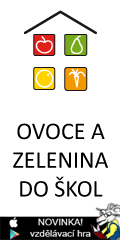 OVOCE A
ZELENINA
DO ŠKOL
NOVINKA!
vzdělávací hra